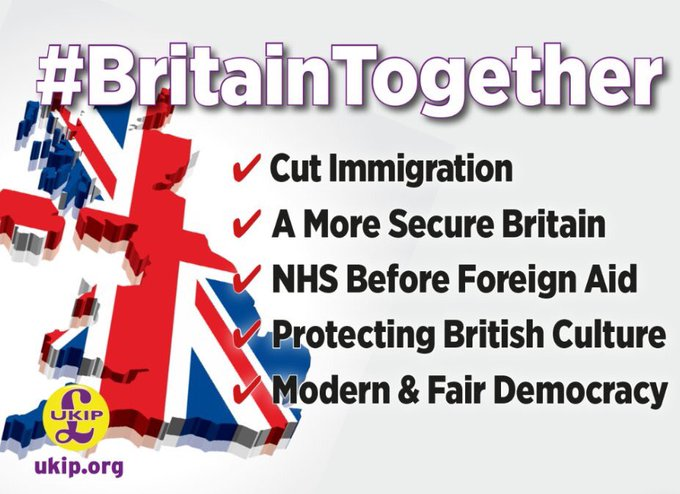 #BritainTogether
✔ Cut Immigration
✔ A More Secure Britain
✔ NHS Before Foreign Aid
✔ Protecting British Culture
✔ Modern & Fair Democracy
£
UKIP
ukip.org